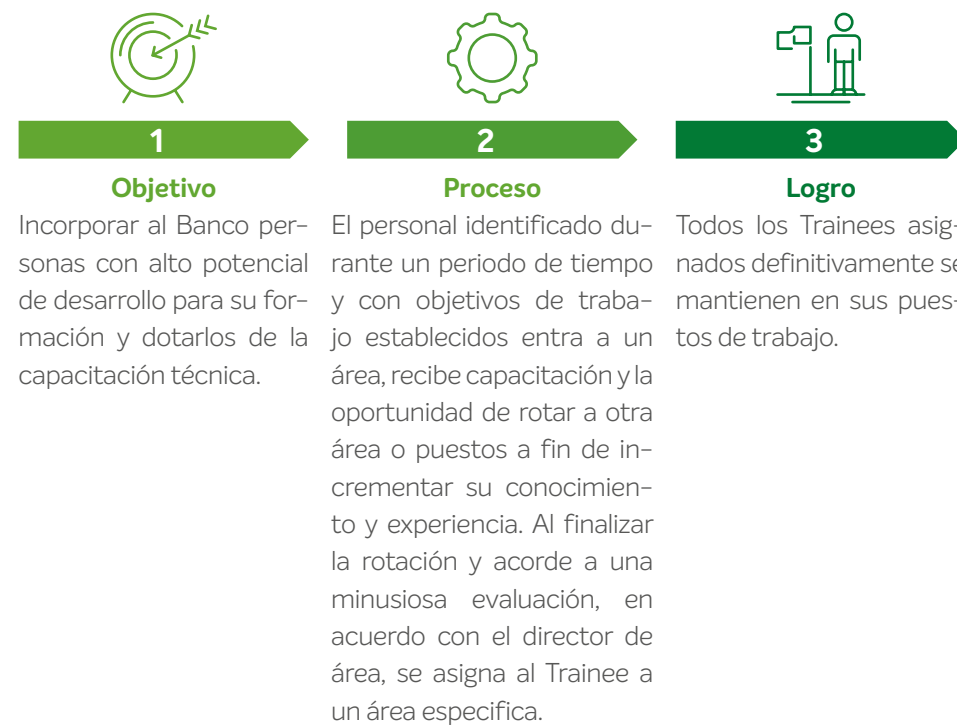 1
Objetivo
Incorporar al Banco per-
sonas con alto potencial
de desarrollo para su for-
mación y dotarlos de la
capacitación técnica.
2
Proceso
El personal identificado du-
rante un periodo de tiempo
y con objetivos de traba-
jo establecidos entra a un
área, recibe capacitación y la
oportunidad de rotar a otra
área o puestos a fin de in-
crementar su conocimien-
to y experiencia. Al finalizar
la rotación y acorde a una
minusiosa evaluación, en
acuerdo con el director de
área, se asigna al Trainee a
un área especifica.
3
Logro
Todos los Trainees asig-
nados definitivamente se
mantienen en sus pues-
tos de trabajo.